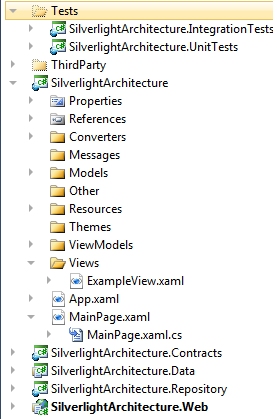 Tests
SilverlightArchitecture.IntegrationTests
SilverlightArchitecture.UnitTests
ThirdParty
SilverlightArchitecture
Properties
References
Converters
Messages
Models
Other
Resources
Themes
ViewModels
Views
ExampleView.xaml
App.xaml
MainPage.xaml
MainPage.xaml.cs
SilverlightArchitecture.Contracts
SilverlightArchitecture.Data
SilverlightArchitecture.Repository
SilverlightArchitecture.Web